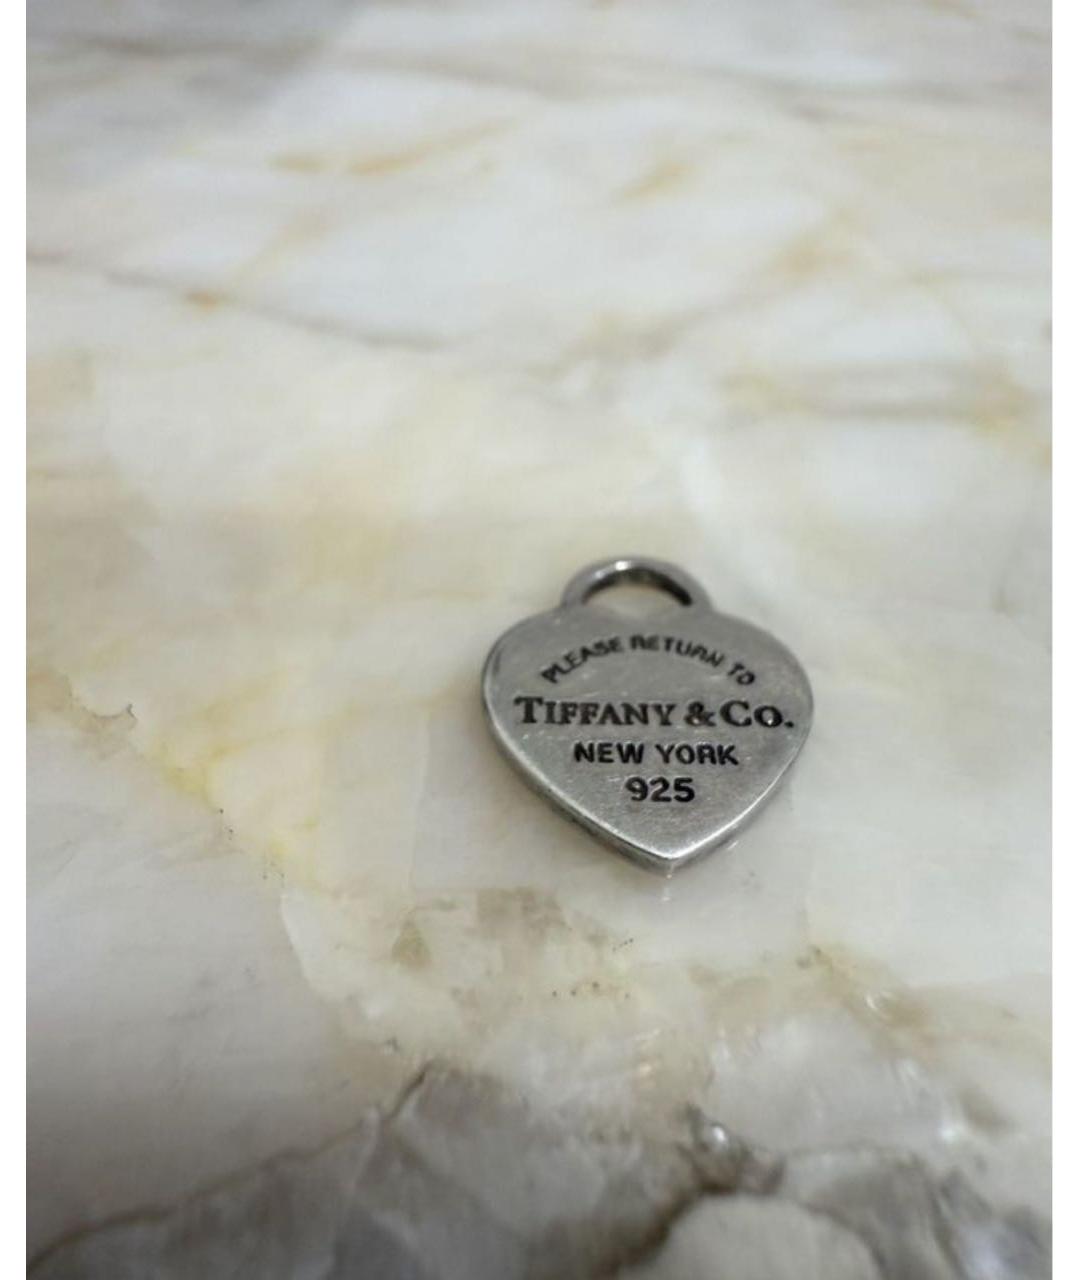 PLEASE RETURN TO
TIFFANY & CO.
NEW YORK
925